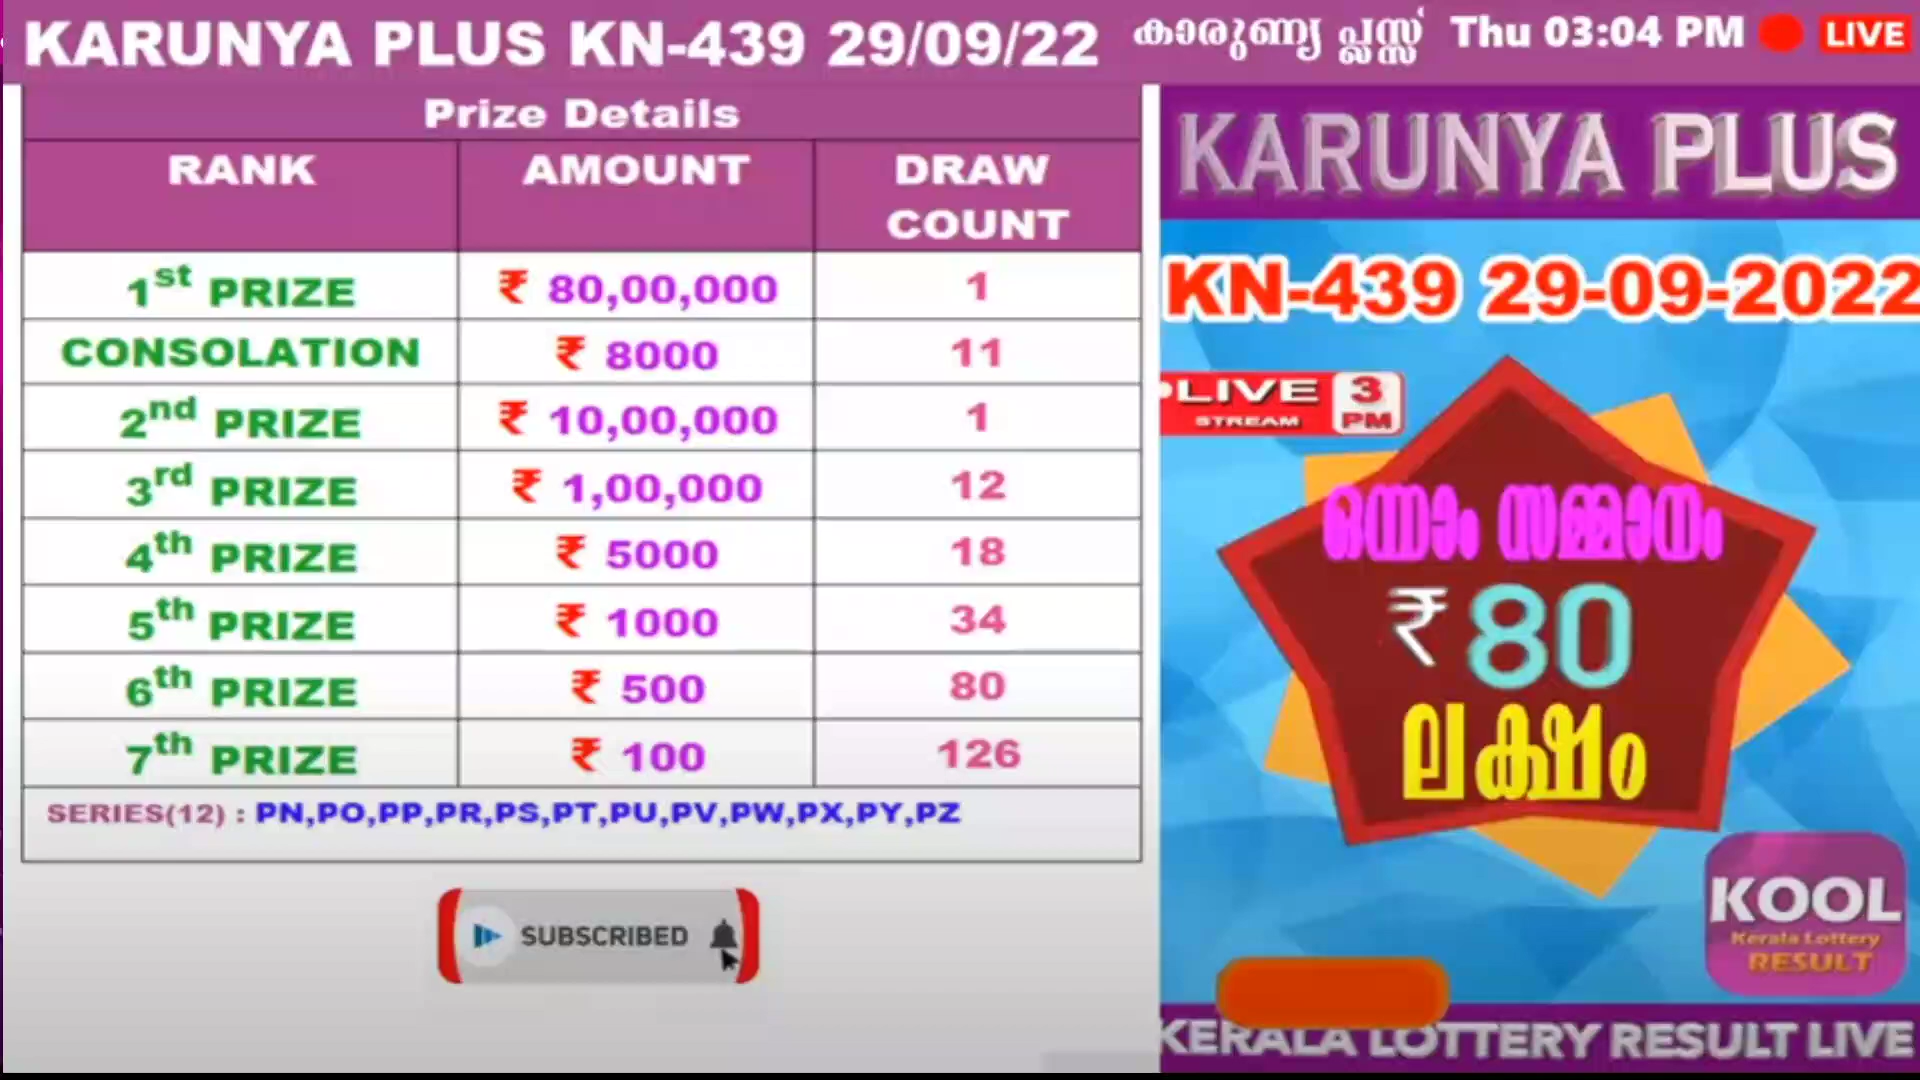 KARUNYA PLUS KN-439 29/09/22
കാരുണ്യ പ്ലസ്സ് Thu 03:04 PM LIVE
Prize Details
RANK AMOUNT DRAW COUNT
1st PRIZE ₹ 80,00,000 1
CONSOLATION ₹ 8000 11
2nd PRIZE ₹ 10,00,000 1
3rd PRIZE ₹ 1,00,000 12
4th PRIZE ₹ 5000 18
5th PRIZE ₹ 1000 34
6th PRIZE ₹ 500 80
7th PRIZE ₹ 100 126
SERIES(12) : PN,PO,PP,PR,PS,PT,PU,PV,PW,PX,PY,PZ
SUBSCRIBED
KARUNYA PLUS
KN-439 29-09-2022
LIVE 3
STREAM PM
ഒന്നാം സമ്മാനം
₹80
ലക്ഷം
KOOL
Kerala Lottery
RESULT
KERALA LOTTERY RESULT LIVE